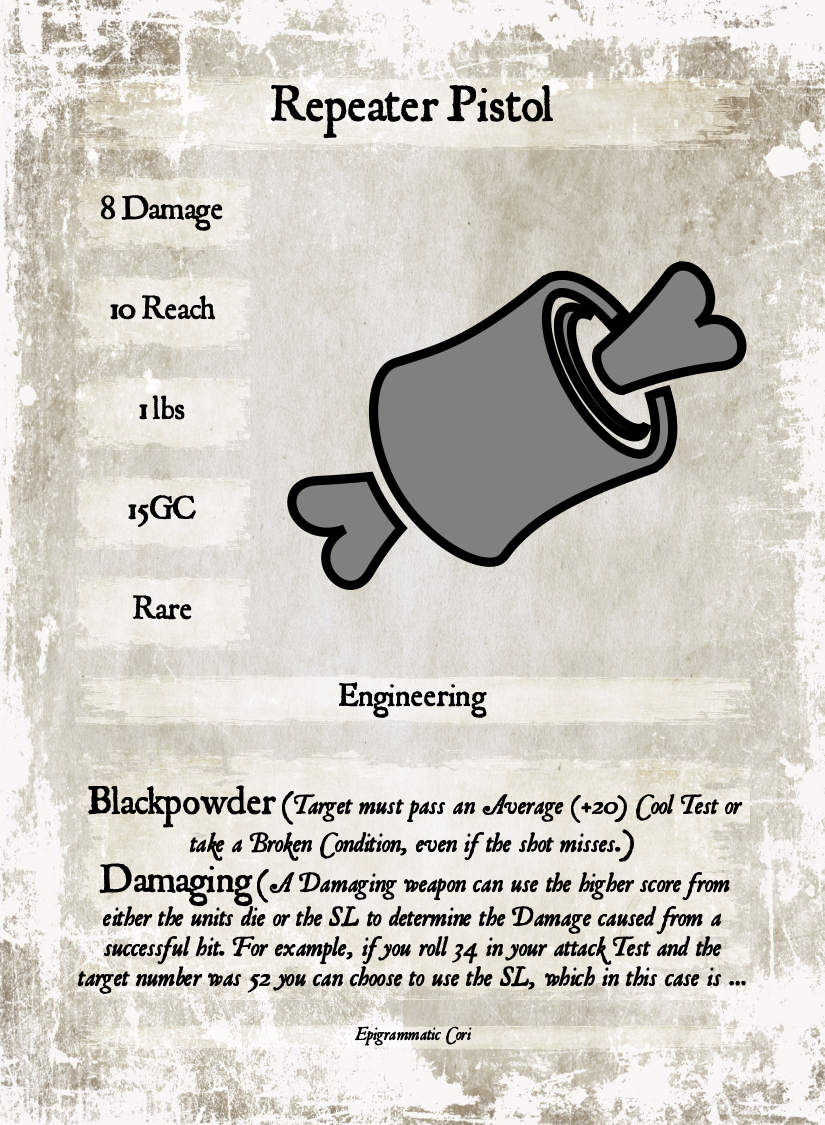 Repeater Pistol
8 Damage
10 Reach
1 lbs
15GC
Rare
Engineering
Blackpowder (Target must pass an Average (+20) Cool Test or
take a Broken Condition, even if the shot misses.)
Damaging (A Damaging weapon can use the higher score from
either the units die or the SL to determine the Damage caused from a
successful hit. For example, if you roll 34 in your attack Test and the
target number was 52 you can choose to use the SL, which in this case is ...
Epigrammatic Cori